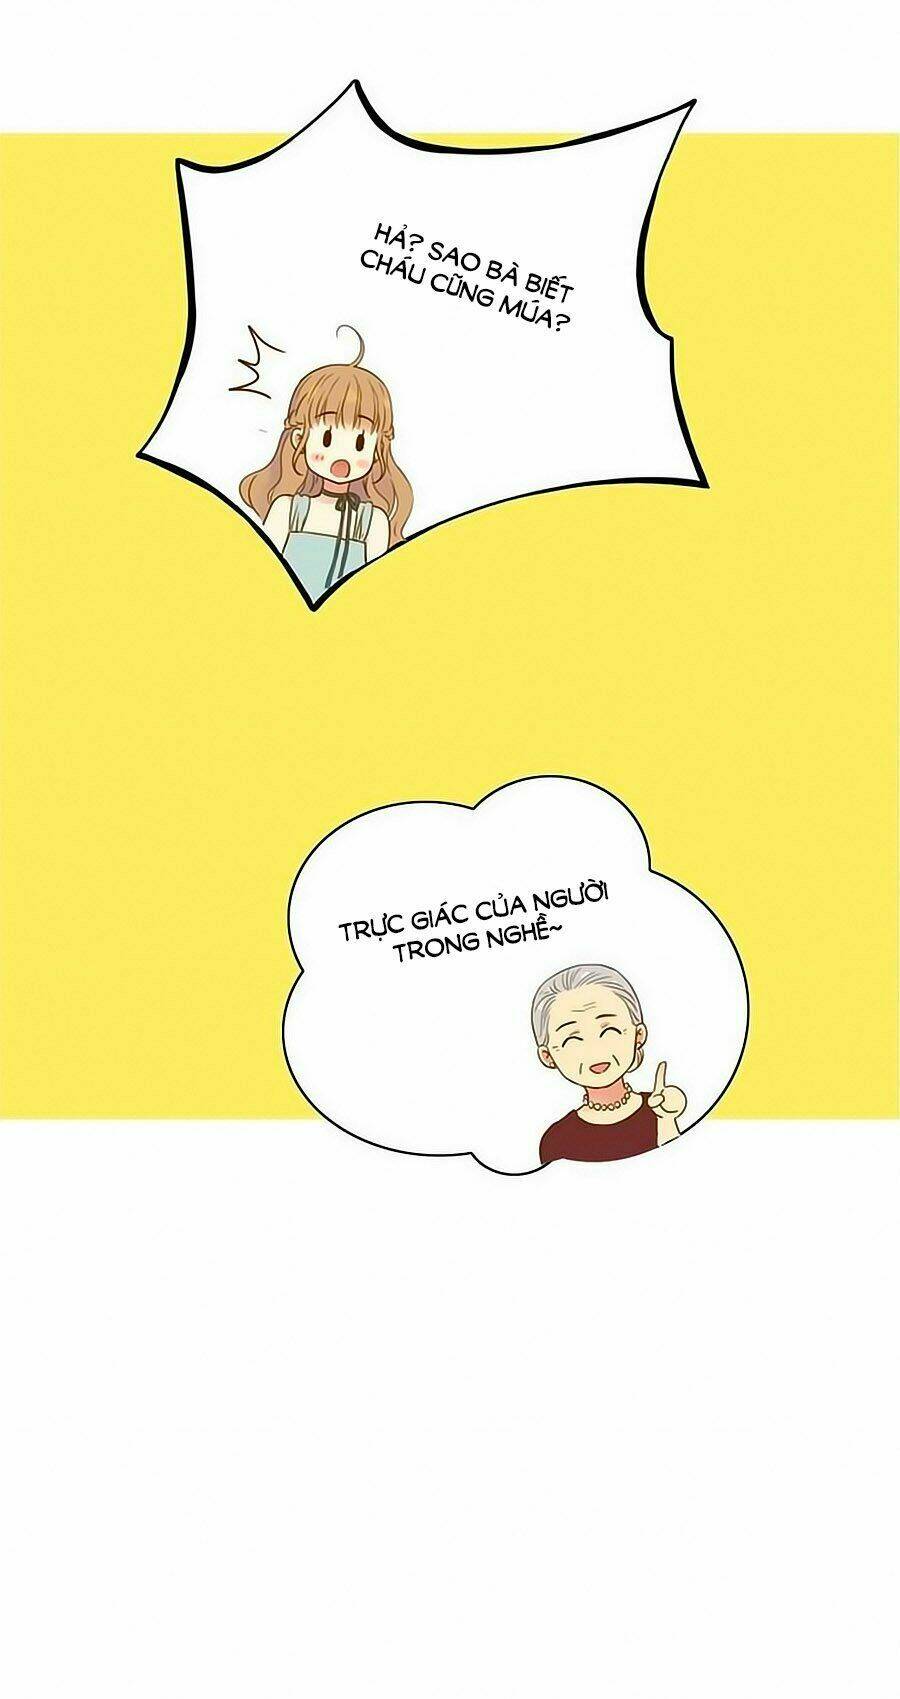 HẢ? SAO BÀ BIẾT
CHÁU CŨNG MÚA?
TRỰC GIÁC CỦA NGƯỜI
TRONG NGHỀ~